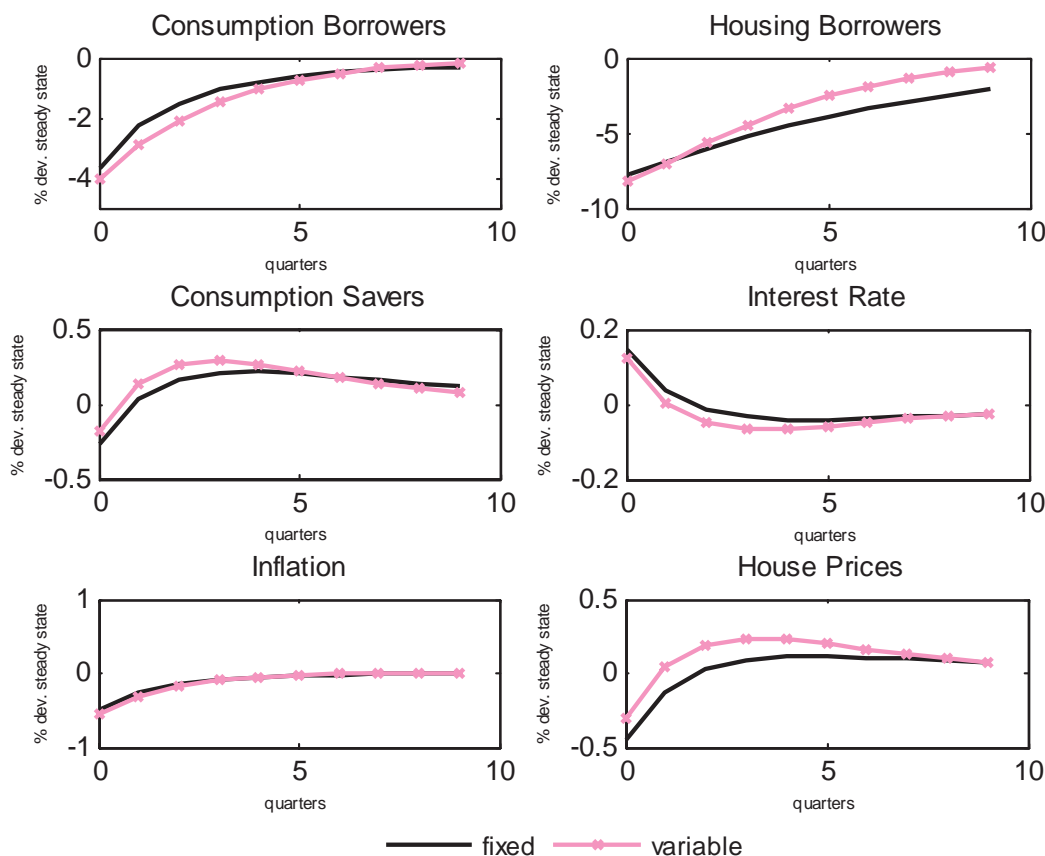 Consumption Borrowers
% dev. steady state
0
-2
-4
0
5
10
quarters
Housing Borrowers
% dev. steady state
0
-5
-10
0
5
10
quarters
Consumption Savers
% dev. steady state
0.5
0
-0.5
0
5
10
quarters
Interest Rate
% dev. steady state
0.2
0
-0.2
0
5
10
quarters
Inflation
% dev. steady state
1
0
-1
0
5
10
quarters
House Prices
% dev. steady state
0.5
0
-0.5
0
5
10
quarters
fixed
variable